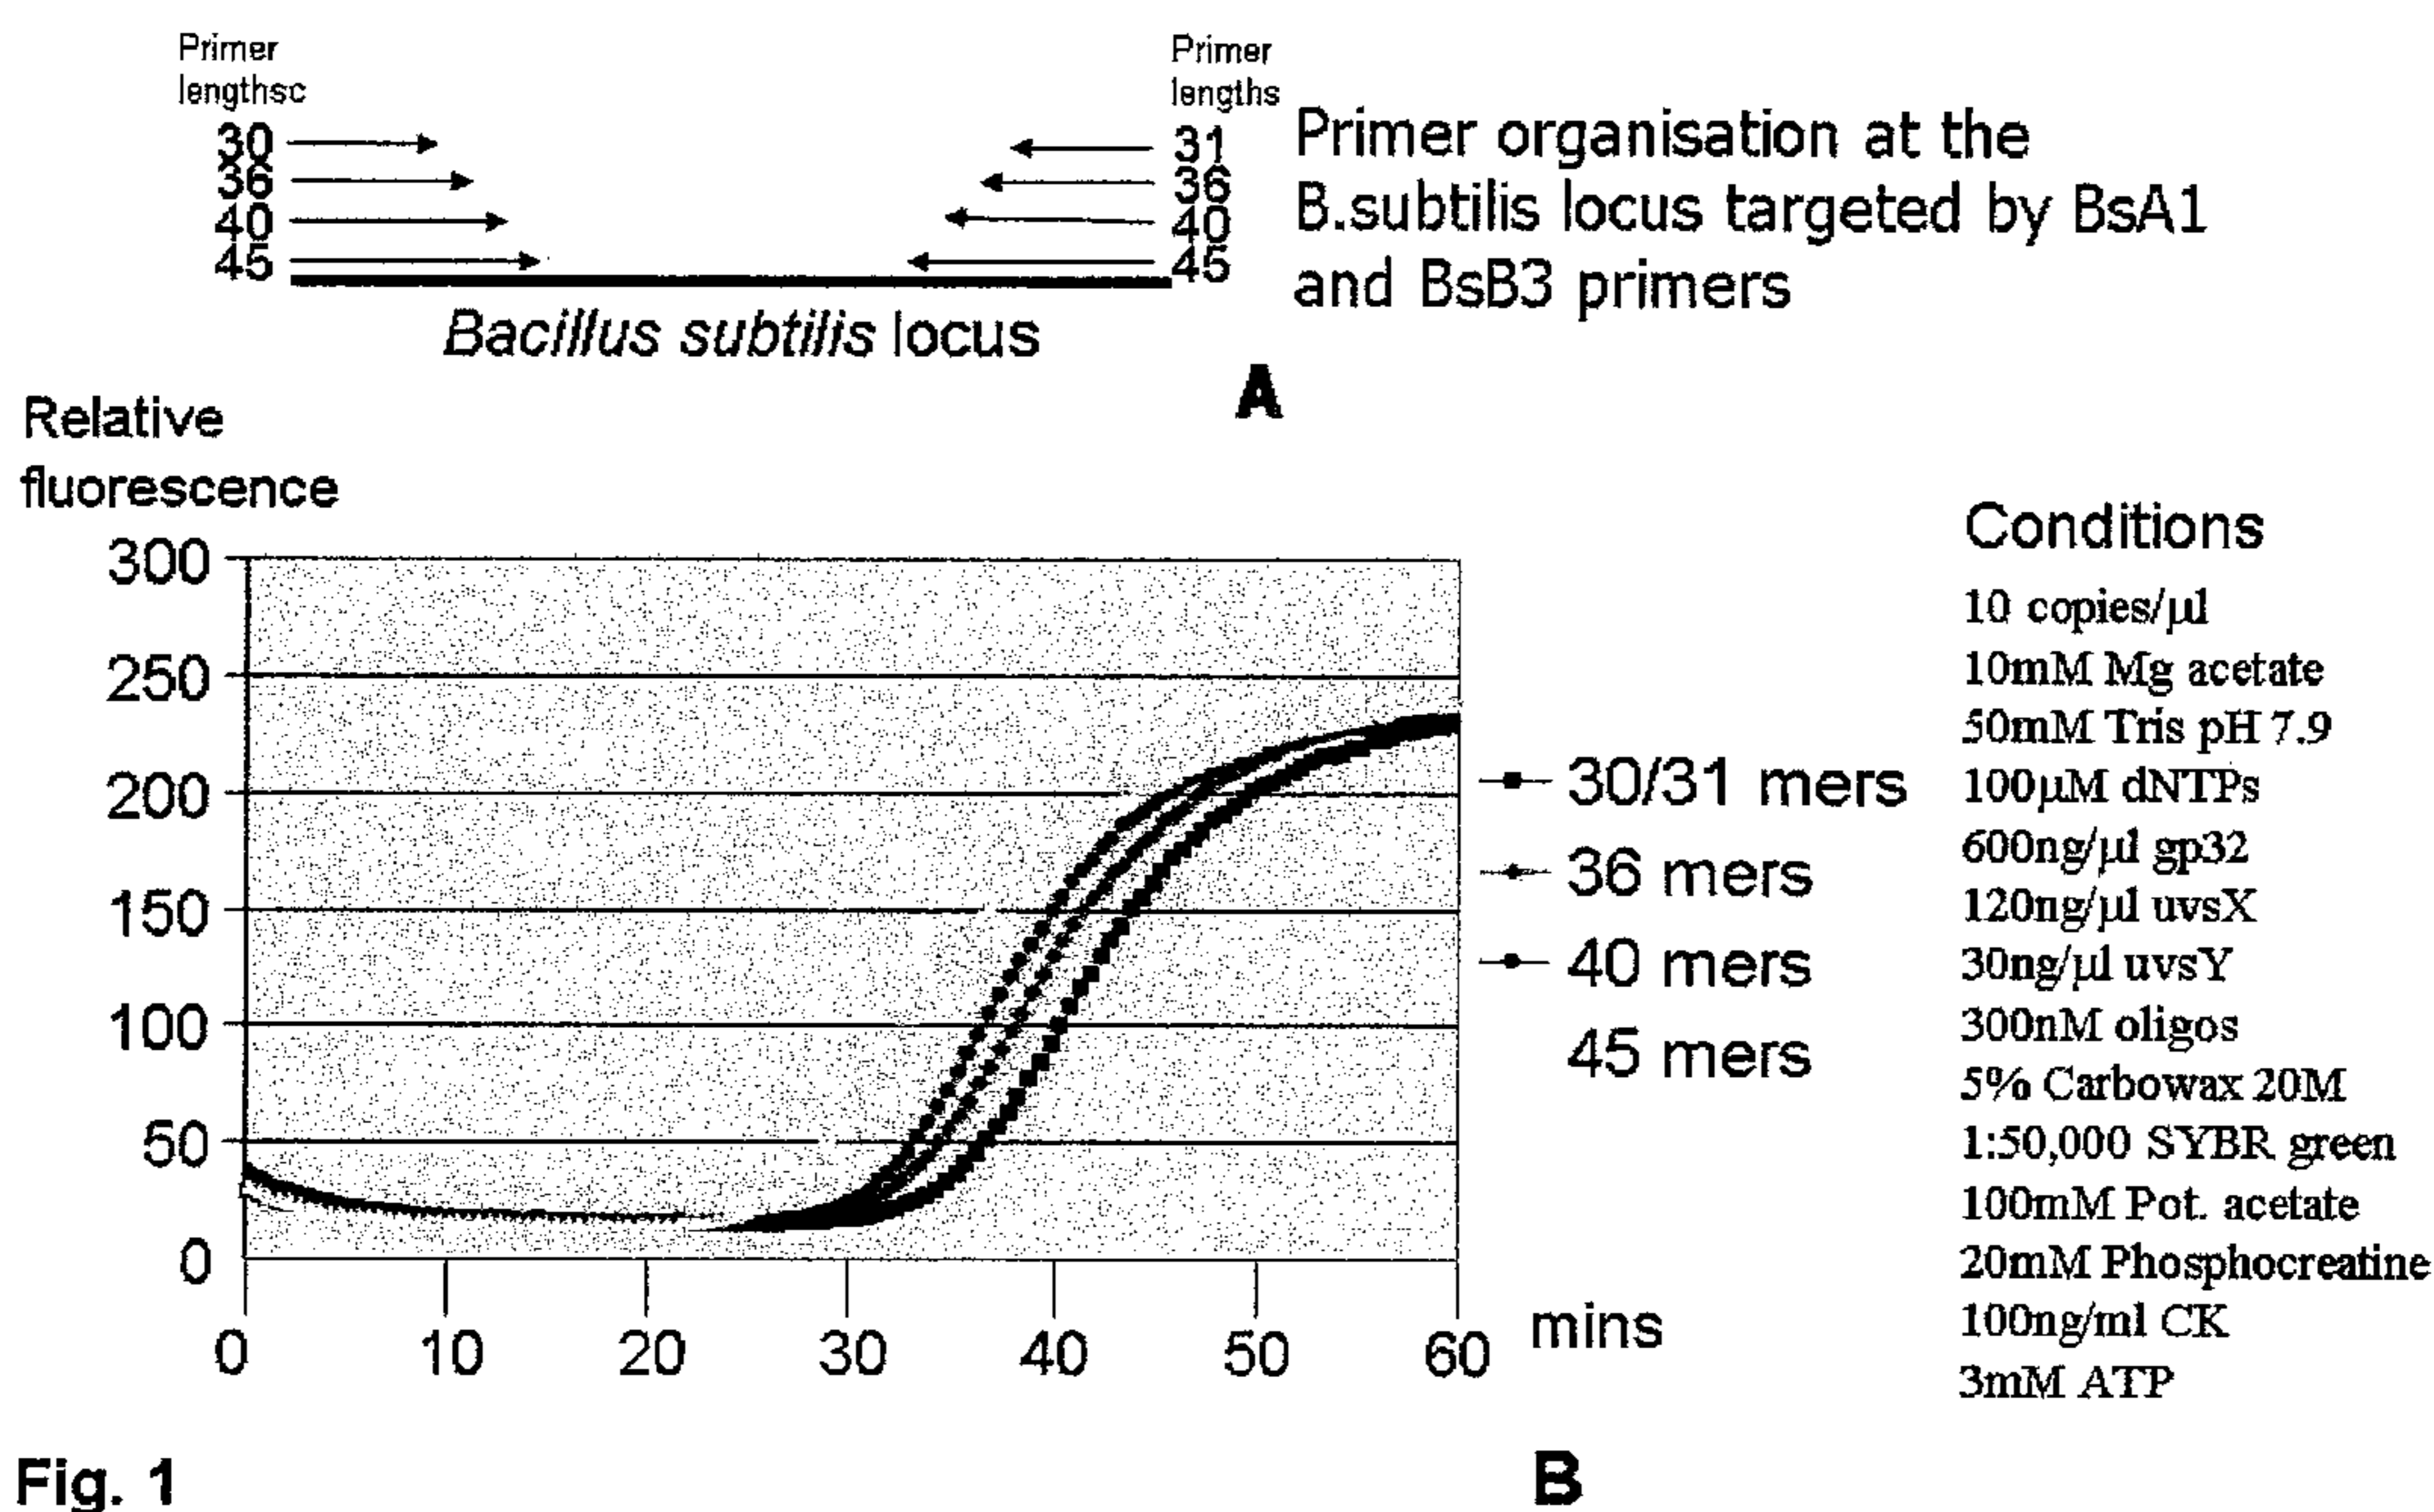 Primer
lengthsc
30
36
40
45
Primer
lengths
31
36
40
45
Primer organisation at the
B.subtilis locus targeted by BsA1
and BsB3 primers
Bacillus subtilis locus
A
Relative
fluorescence
300
250
200
150
100
50
0
0 10 20 30 40 50 60 mins
30/31 mers
36 mers
40 mers
45 mers
Conditions
10 copies/µl
10mM Mg acetate
50mM Tris pH 7.9
100µM dNTPs
600ng/µl gp32
120ng/µl uvsX
30ng/µl uvsY
300nM oligos
5% Carbowax 20M
1:50,000 SYBR green
100mM Pot. acetate
20mM Phosphocreatine
100ng/ml CK
3mM ATP
Fig. 1
B